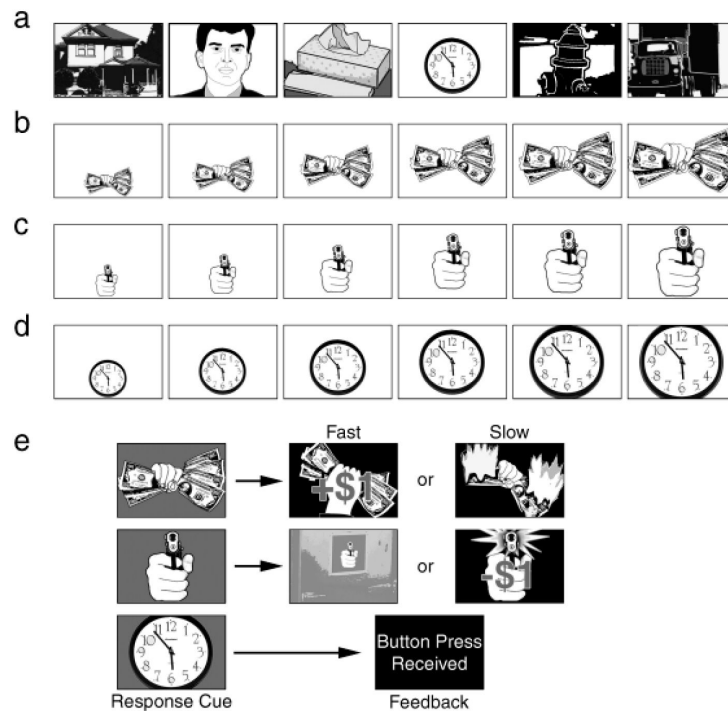 a
b
c
d
e
Fast
Slow
+$1
or
or
-$1
Button Press
Received
Response Cue
Feedback